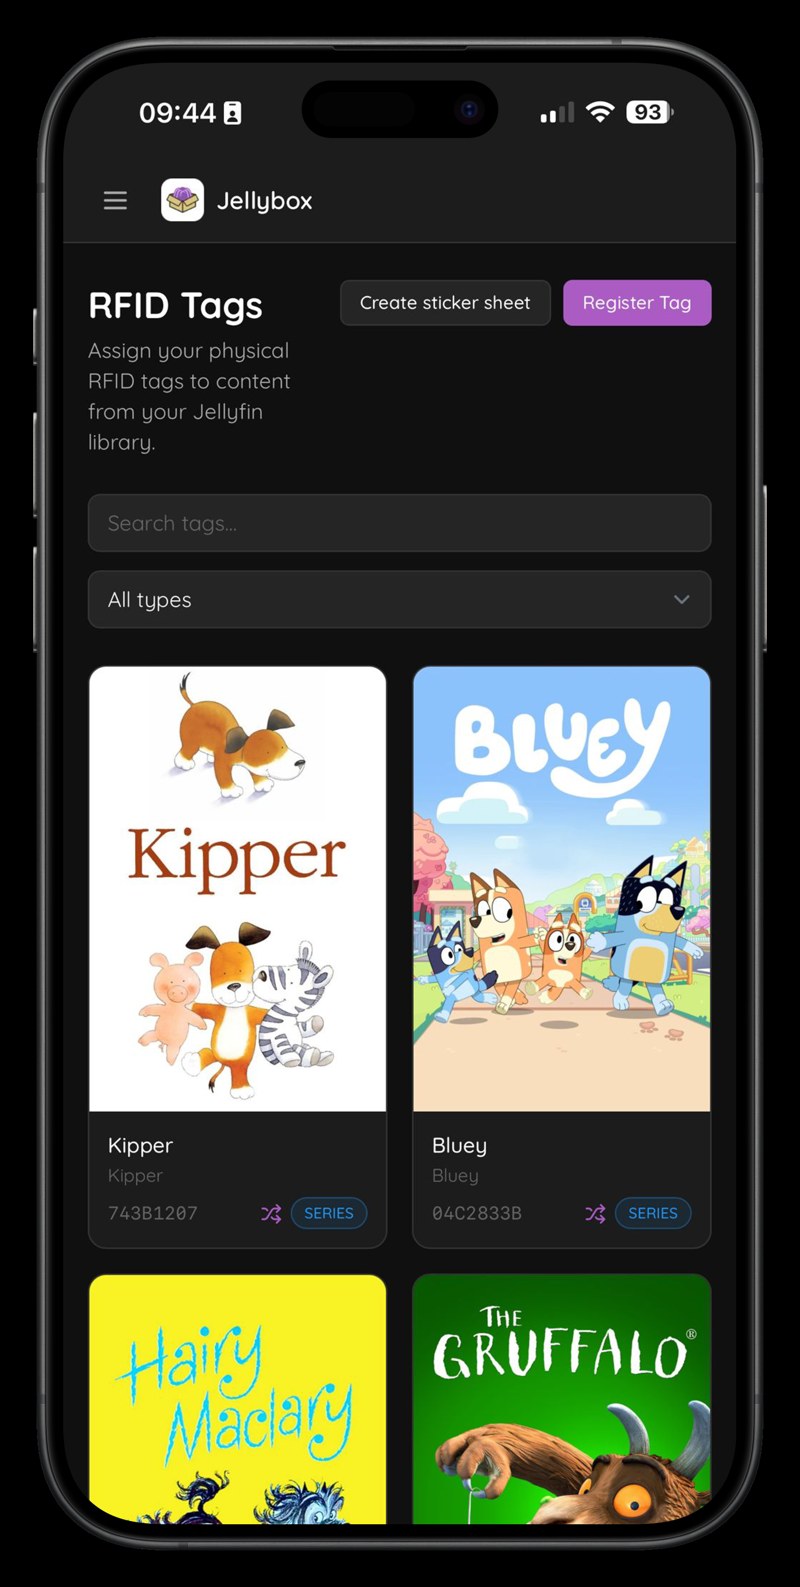 09:44
93
Jellybox
RFID Tags
Create sticker sheet
Register Tag
Assign your physical
RFID tags to content
from your Jellyfin
library.
Search tags...
All types
Kipper
BLUEY
Kipper
Kipper
743B1207
SERIES
Bluey
Bluey
04C2833B
SERIES
Hairy
Maclary
THE
GRUFFALO®